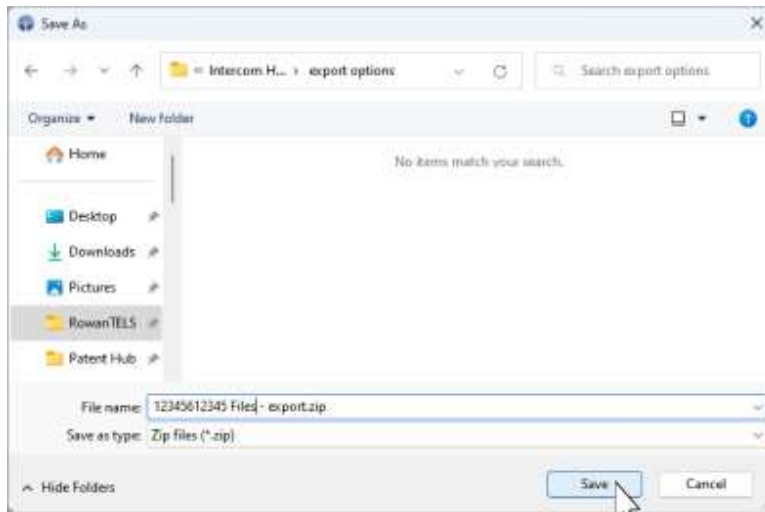 Save As
Intercom H... › export options
Search export options
Organize
New folder
Home
No items match your search.
Desktop
Downloads
Pictures
RowanTELS
Patent Hub
File name: 12345612345 Files - export.zip
Save as type: Zip files (*.zip)
Hide Folders
Save
Cancel